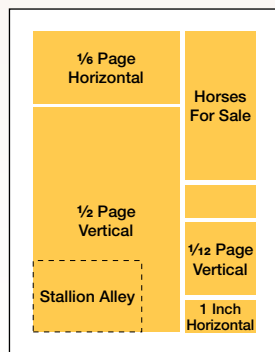 ⅙ Page
Horizontal
Horses
For Sale
½ Page
Vertical
1⁄12 Page
Vertical
Stallion Alley
1 Inch
Horizontal